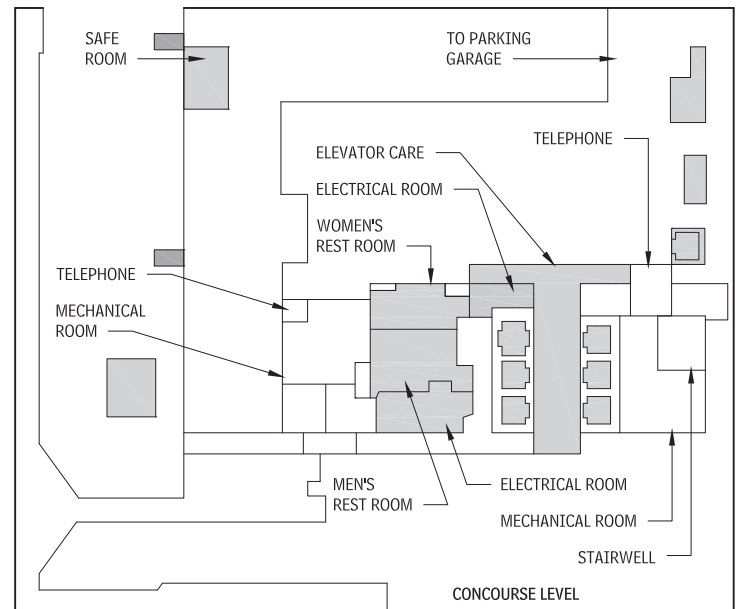 SAFE
ROOM
TO PARKING
GARAGE
TELEPHONE
ELEVATOR CARE
ELECTRICAL ROOM
WOMEN'S
REST ROOM
TELEPHONE
MECHANICAL
ROOM
MEN'S
REST ROOM
ELECTRICAL ROOM
MECHANICAL ROOM
STAIRWELL
CONCOURSE LEVEL